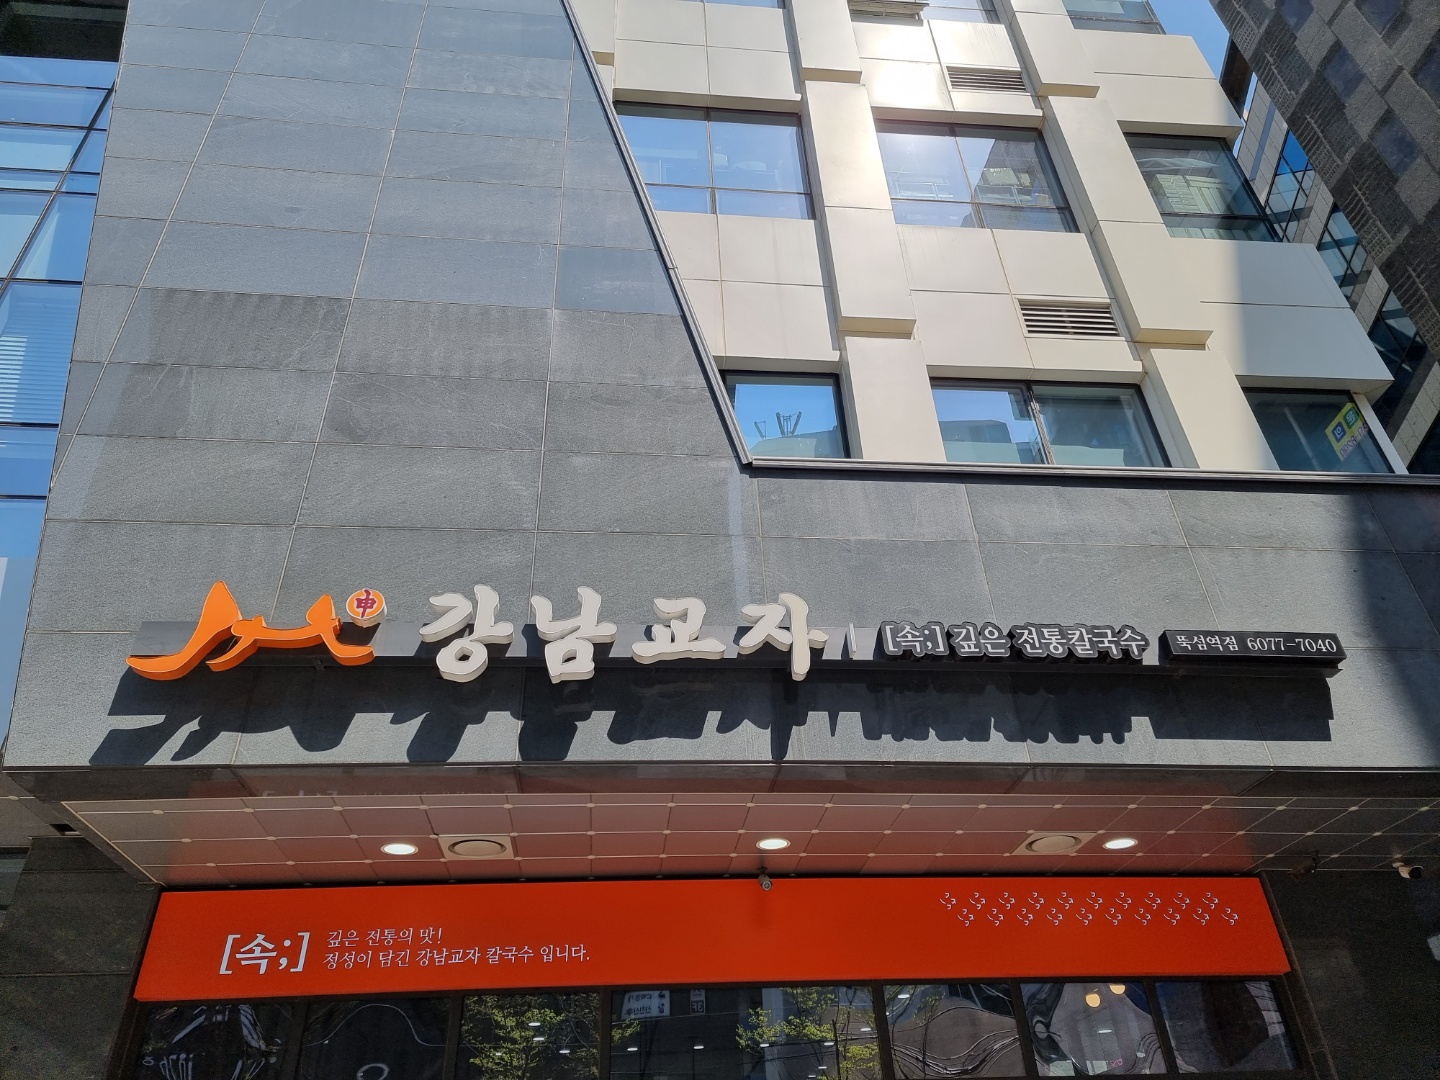 申
강남교자
[속;] 깊은 전통칼국수
뚝섬역점 6077-7040
[속;]
깊은 전통의 맛!
정성이 담긴 강남교자 칼국수 입니다.